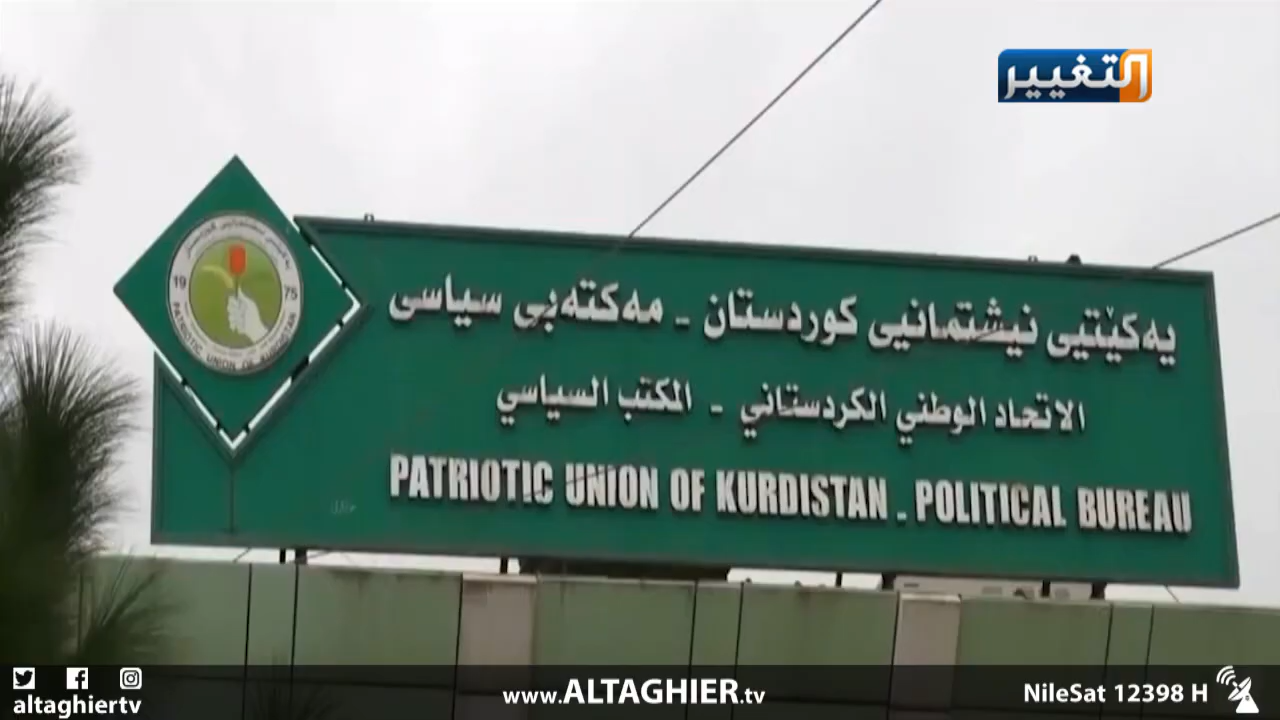 التغيير
یەکێتیی نیشتمانیی کوردستان - مەکتەبی سیاسی
الاتحاد الوطني الكردستاني - المكتب السياسي
PATRIOTIC UNION OF KURDISTAN - POLITICAL BUREAU
19 75
PATRIOTIC UNION OF KURDISTAN
altaghiertv
www.ALTAGHIER.tv
NileSat 12398 H